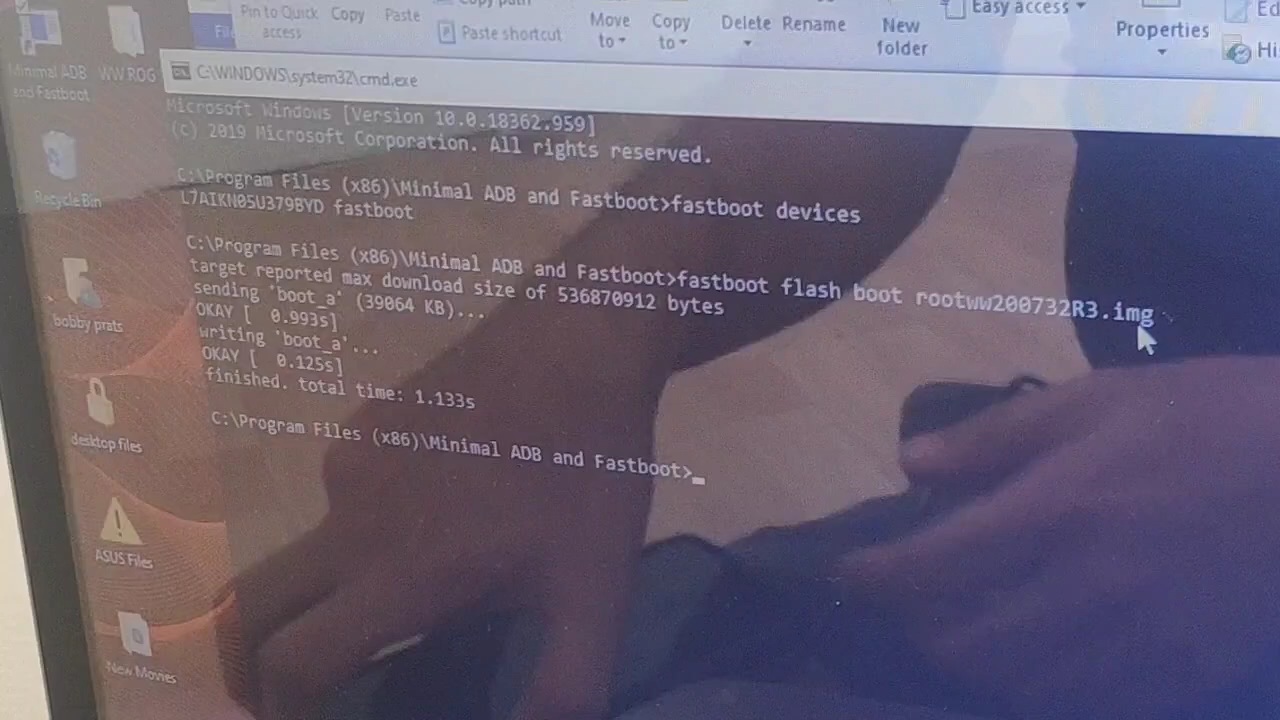 Pin to Quick access
Copy
Paste
Copy path
Paste shortcut
Move to
Copy to
Delete
Rename
New folder
Easy access
Properties
Minimal ADB and Fastboot
WW ROG
Recycle Bin
bobby prats
desktop files
ASUS Files
New Movies
C:\WINDOWS\system32\cmd.exe
Microsoft Windows [Version 10.0.18362.959]
(c) 2019 Microsoft Corporation. All rights reserved.
C:\Program Files (x86)\Minimal ADB and Fastboot>fastboot devices
L7AIKN05U379BYD fastboot
C:\Program Files (x86)\Minimal ADB and Fastboot>fastboot flash boot rootww200732R3.img
target reported max download size of 536870912 bytes
sending 'boot_a' (39064 KB)...
OKAY [  0.993s]
writing 'boot_a'...
OKAY [  0.125s]
finished. total time: 1.133s
C:\Program Files (x86)\Minimal ADB and Fastboot>